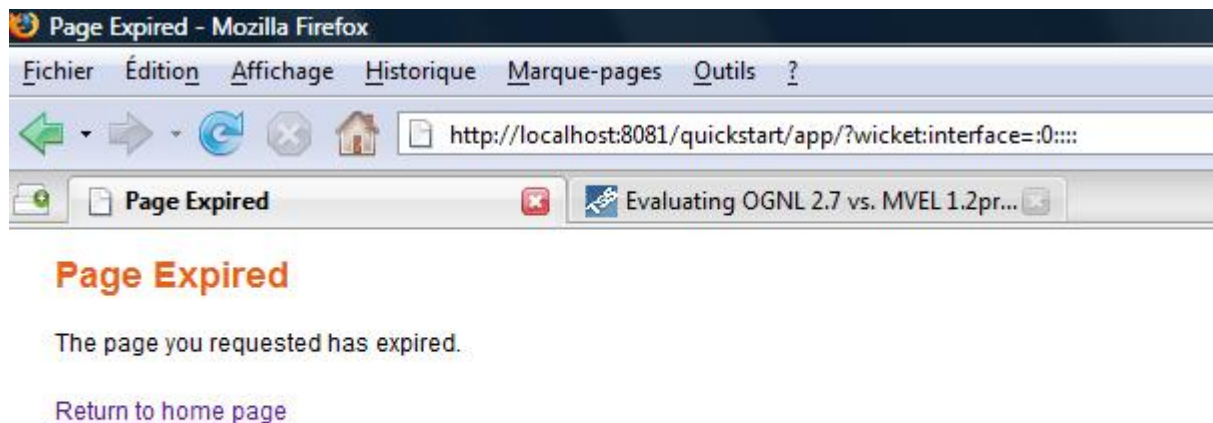 Page Expired - Mozilla Firefox
Fichier Édition Affichage Historique Marque-pages Outils ?
http://localhost:8081/quickstart/app/?wicket:interface=:0::::
Page Expired Evaluating OGNL 2.7 vs. MVEL 1.2pr...
Page Expired
The page you requested has expired.
Return to home page